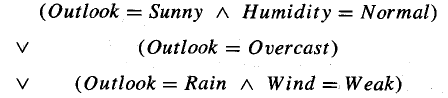 (Outlook = Sunny ∧ Humidity = Normal)
∨ (Outlook = Overcast)
∨ (Outlook = Rain ∧ Wind = Weak)